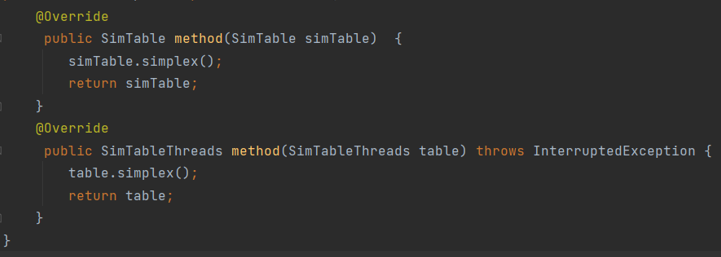 @Override
public SimTable method(SimTable simTable)  {
simTable.simplex();
return simTable;
}
@Override
public SimTableThreads method(SimTableThreads table) throws InterruptedException {
table.simplex();
return table;
}
}